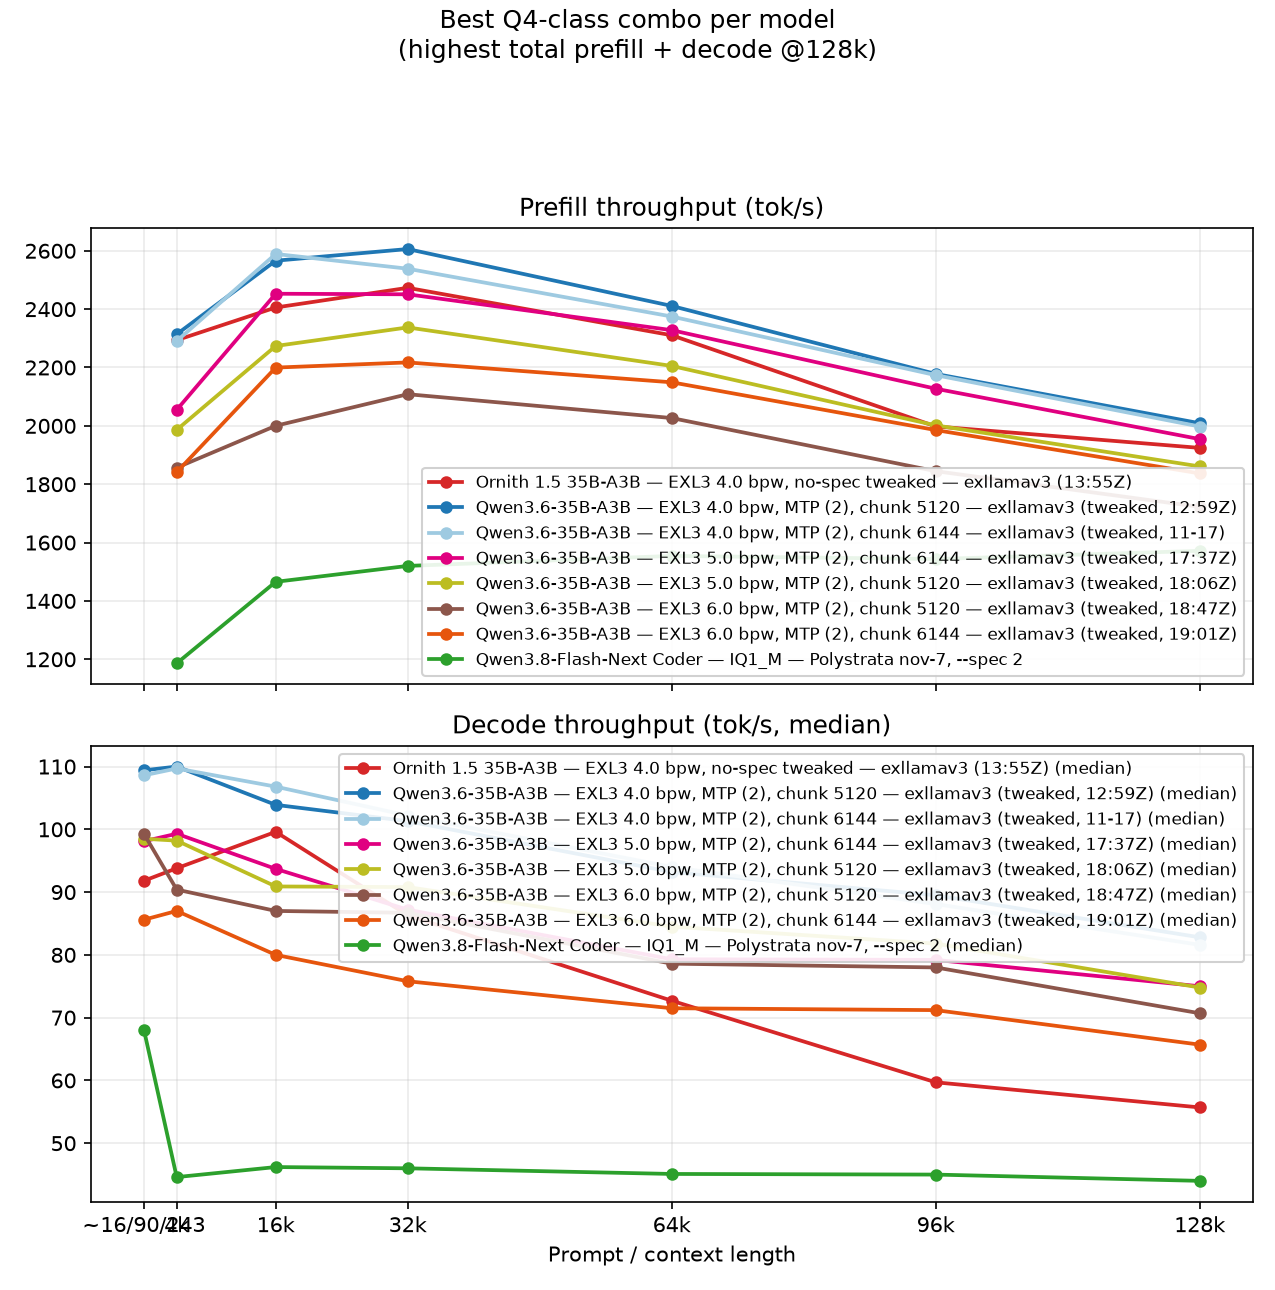 Best Q4-class combo per model
(highest total prefill + decode @128k)
Prefill throughput (tok/s)
2600
2400
2200
2000
1800
1600
1400
1200
Ornith 1.5 35B-A3B — EXL3 4.0 bpw, no-spec tweaked — exllamav3 (13:55Z)
Qwen3.6-35B-A3B — EXL3 4.0 bpw, MTP (2), chunk 5120 — exllamav3 (tweaked, 12:59Z)
Qwen3.6-35B-A3B — EXL3 4.0 bpw, MTP (2), chunk 6144 — exllamav3 (tweaked, 11-17)
Qwen3.6-35B-A3B — EXL3 5.0 bpw, MTP (2), chunk 6144 — exllamav3 (tweaked, 17:37Z)
Qwen3.6-35B-A3B — EXL3 5.0 bpw, MTP (2), chunk 5120 — exllamav3 (tweaked, 18:06Z)
Qwen3.6-35B-A3B — EXL3 6.0 bpw, MTP (2), chunk 5120 — exllamav3 (tweaked, 18:47Z)
Qwen3.6-35B-A3B — EXL3 6.0 bpw, MTP (2), chunk 6144 — exllamav3 (tweaked, 19:01Z)
Qwen3.8-Flash-Next Coder — IQ1_M — Polystrata nov-7, --spec 2
Decode throughput (tok/s, median)
110
100
90
80
70
60
50
Ornith 1.5 35B-A3B — EXL3 4.0 bpw, no-spec tweaked — exllamav3 (13:55Z) (median)
Qwen3.6-35B-A3B — EXL3 4.0 bpw, MTP (2), chunk 5120 — exllamav3 (tweaked, 12:59Z) (median)
Qwen3.6-35B-A3B — EXL3 4.0 bpw, MTP (2), chunk 6144 — exllamav3 (tweaked, 11-17) (median)
Qwen3.6-35B-A3B — EXL3 5.0 bpw, MTP (2), chunk 6144 — exllamav3 (tweaked, 17:37Z) (median)
Qwen3.6-35B-A3B — EXL3 5.0 bpw, MTP (2), chunk 5120 — exllamav3 (tweaked, 18:06Z) (median)
Qwen3.6-35B-A3B — EXL3 6.0 bpw, MTP (2), chunk 5120 — exllamav3 (tweaked, 18:47Z) (median)
Qwen3.6-35B-A3B — EXL3 6.0 bpw, MTP (2), chunk 6144 — exllamav3 (tweaked, 19:01Z) (median)
Qwen3.8-Flash-Next Coder — IQ1_M — Polystrata nov-7, --spec 2 (median)
16k 32k 64k 96k 128k
Prompt / context length